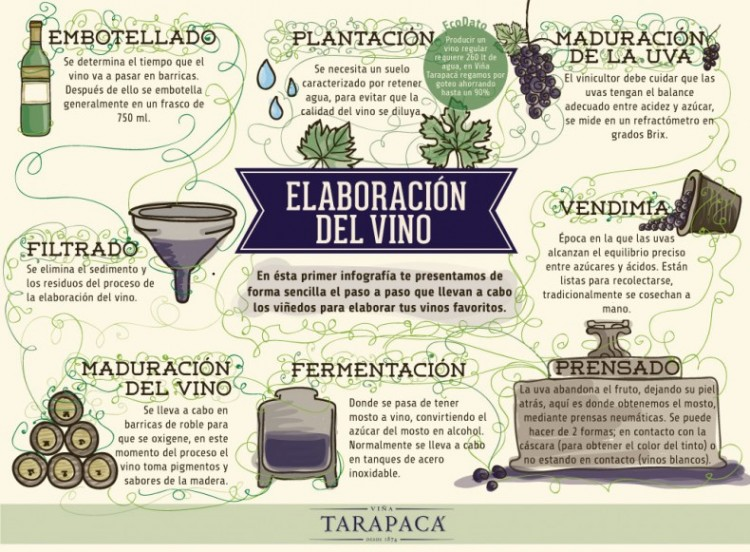 EMBOTELLADO
Se determina el tiempo que el
vino va a pasar en barricas.
Después de ello se embotella
generalmente en un frasco de
750 ml.
PLANTACIÓN
Se necesita un suelo
caracterizado por retener
agua, para evitar que la
calidad del vino se diluya.
EcoDato
Producir un
vino regular
requiere 260 lt de
agua, en Viña
Tarapacá regamos por
goteo ahorrando
hasta un 90%
MADURACIÓN
DE LA UVA
El vinicultor debe cuidar que las
uvas tengan el balance
adecuado entre acidez y azúcar,
se mide en un refractómetro en
grados Brix.
ELABORACIÓN
DEL VINO
En ésta primer infografía te presentamos de
forma sencilla el paso a paso que llevan a cabo
los viñedos para elaborar tus vinos favoritos.
VENDIMIA
Época en la que las uvas
alcanzan el equilibrio preciso
entre azúcares y ácidos. Están
listas para recolectarse,
tradicionalmente se cosechan a
mano.
FILTRADO
Se elimina el sedimento y
los residuos del proceso de
la elaboración del vino.
MADURACIÓN
DEL VINO
Se lleva a cabo en
barricas de roble para
que se oxigene, en este
momento del proceso el
vino toma pigmentos y
sabores de la madera.
FERMENTACIÓN
Donde se pasa de tener
mosto a vino, convirtiendo el
azúcar del mosto en alcohol.
Normalmente se lleva a cabo
en tanques de acero
inoxidable.
PRENSADO
La uva abandona el fruto, dejando su piel
atrás, aquí es donde obtenemos el mosto,
mediante prensas neumáticas. Se puede
hacer de 2 formas; en contacto con la
cáscara (para obtener el color del tinto) o
no estando en contacto (vinos blancos).
VIÑA
TARAPACÁ
DESDE 1874